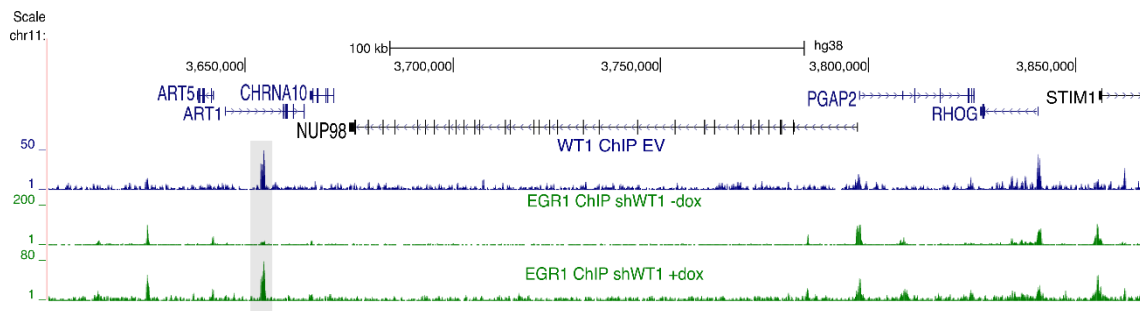 Scale
chr11:
100 kb hg38
3,650,000 3,700,000 3,750,000 3,800,000 3,850,000
ART5 CHRNA10 PGAP2 STIM1
ART1 RHOG
NUP98
WT1 ChIP EV
50
1
EGR1 ChIP shWT1 -dox
200
1
EGR1 ChIP shWT1 +dox
80
1